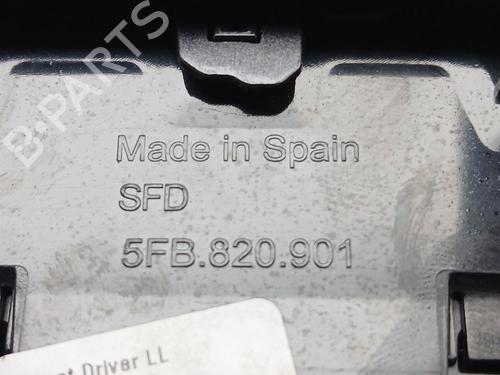 B-PARTS
Made in Spain
SFD
5FB.820.901
Driver LL